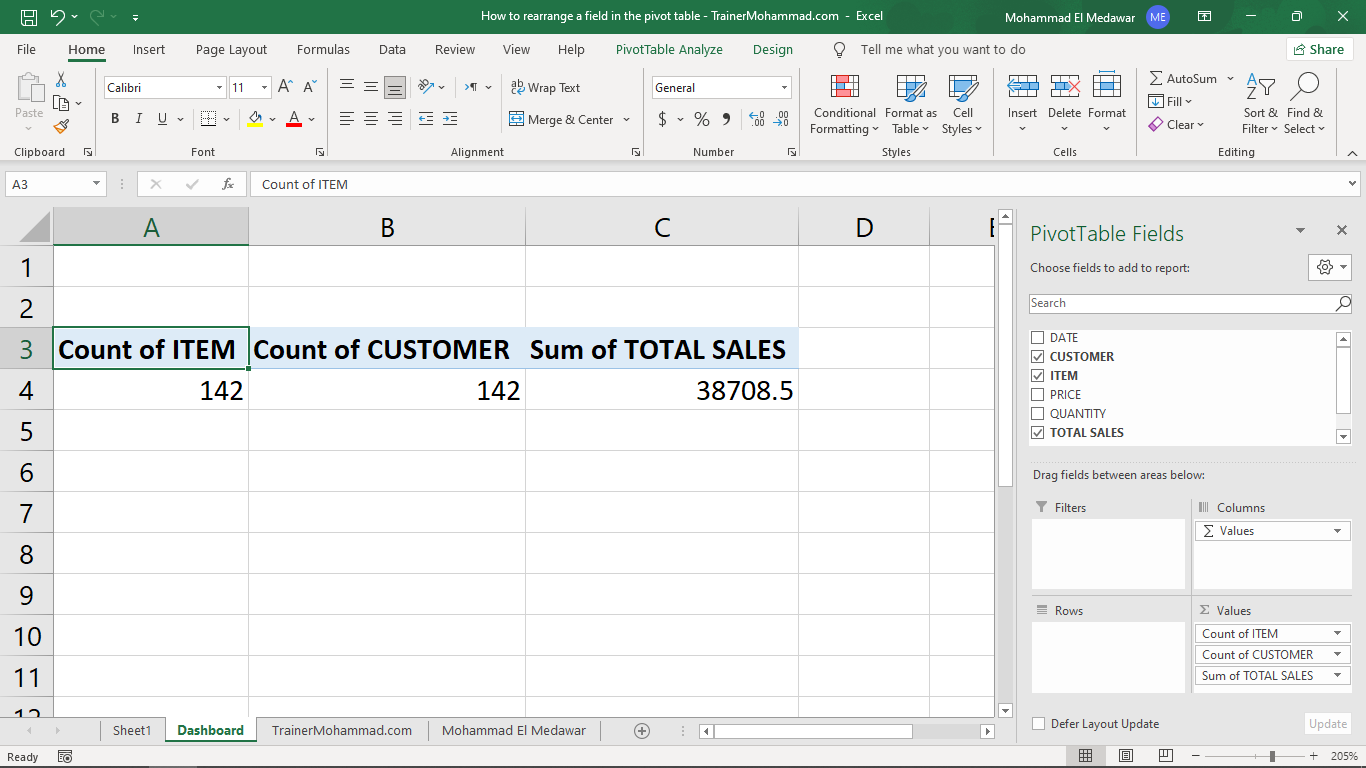 How to rearrange a field in the pivot table - TrainerMohammad.com - Excel
Mohammad El Medawar ME
File Home Insert Page Layout Formulas Data Review View Help PivotTable Analyze Design Tell me what you want to do Share
Paste
Calibri 11
B I U A
ab Wrap Text
Merge & Center
General
$ % 9
Conditional Formatting
Format as Table
Cell Styles
Insert Delete Format
AutoSum
Fill
Clear
Sort & Filter
Find & Select
Clipboard Font Alignment Number Styles Cells Editing
A3 fx Count of ITEM
A B C D E
1
2
3 Count of ITEM Count of CUSTOMER Sum of TOTAL SALES
4 142 142 38708.5
5
6
7
8
9
10
11
12
PivotTable Fields
Choose fields to add to report:
Search
DATE
CUSTOMER
ITEM
PRICE
QUANTITY
TOTAL SALES
Drag fields between areas below:
Filters
Columns
Σ Values
Rows
Σ Values
Count of ITEM
Count of CUSTOMER
Sum of TOTAL SALES
Defer Layout Update Update
Sheet1 Dashboard TrainerMohammad.com Mohammad El Medawar
Ready 205%